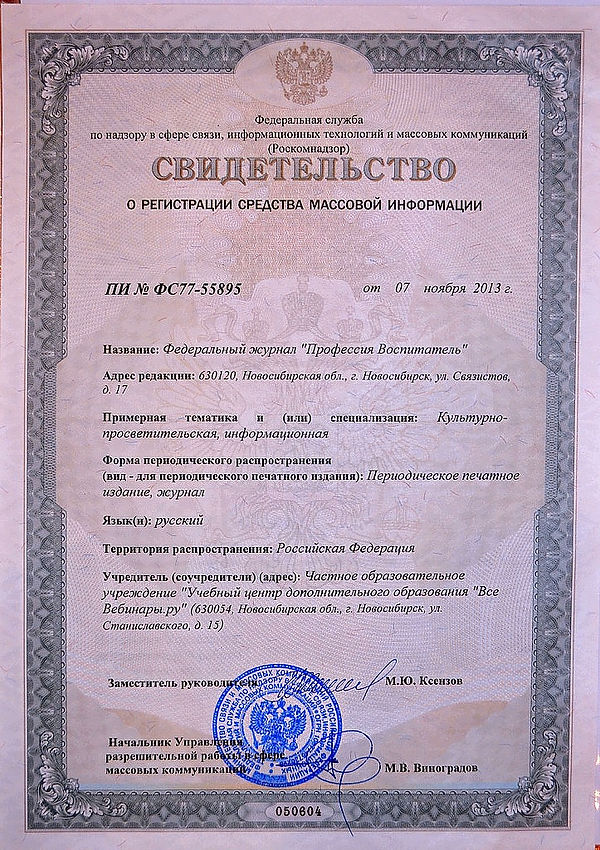 Федеральная служба
по надзору в сфере связи, информационных технологий и массовых коммуникаций
(Роскомнадзор)
СВИДЕТЕЛЬСТВО
О РЕГИСТРАЦИИ СРЕДСТВА МАССОВОЙ ИНФОРМАЦИИ
ПИ № ФС77-55895 от 07 ноября 2013 г.
Название: Федеральный журнал "Профессия Воспитатель"
Адрес редакции: 630120, Новосибирская обл., г. Новосибирск, ул. Связистов,
д. 17
Примерная тематика и (или) специализация: Культурно-
просветительская, информационная
Форма периодического распространения
(вид - для периодического печатного издания): Периодическое печатное
издание, журнал
Язык(и): русский
Территория распространения: Российская Федерация
Учредитель (соучредители) (адрес): Частное образовательное
учреждение "Учебный центр дополнительного образования "Все
Вебинары.ру" (630054, Новосибирская обл., г. Новосибирск, ул.
Станиславского, д. 15)
Заместитель руководителя М.Ю. Ксензов
Начальник Управления
разрешительной работы в сфере
массовых коммуникаций М.В. Виноградов
050604